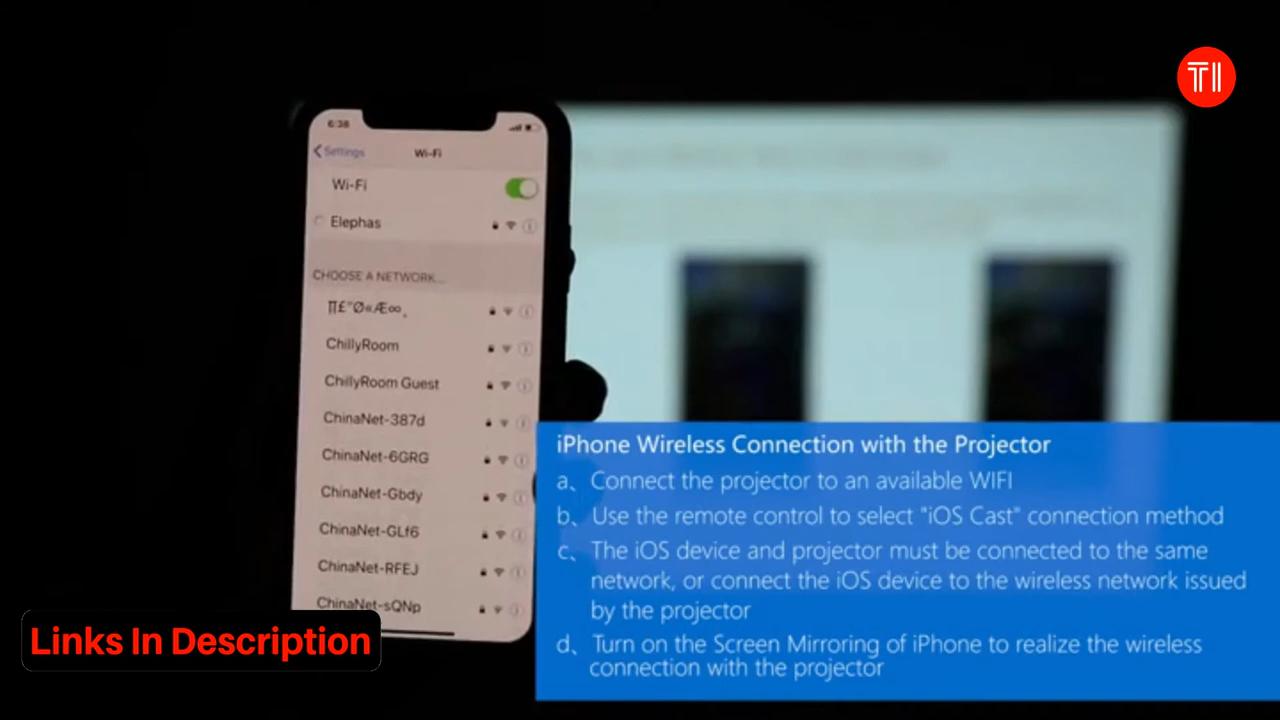 TI
6:38
Settings
Wi-Fi
Wi-Fi
Elephas
CHOOSE A NETWORK...
∏£"Ø«Æ∞¸
ChillyRoom
ChillyRoom Guest
ChinaNet-387d
ChinaNet-6GRG
ChinaNet-Gbdy
ChinaNet-GLf6
ChinaNet-RFEJ
ChinaNet-sQNp
iPhone Wireless Connection with the Projector
a、Connect the projector to an available WIFI
b、Use the remote control to select "iOS Cast" connection method
c、The iOS device and projector must be connected to the same
network, or connect the iOS device to the wireless network issued
by the projector
d、Turn on the Screen Mirroring of iPhone to realize the wireless
connection with the projector
Links In Description